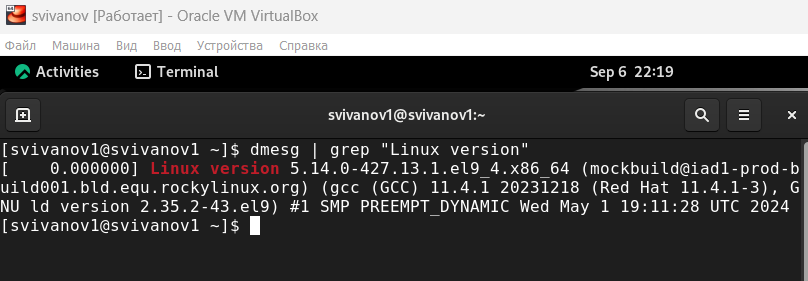 svivanov [Работает] - Oracle VM VirtualBox
Файл Машина Вид Ввод Устройства Справка
Activities Terminal Sep 6 22:19
svivanov1@svivanov1:~
[svivanov1@svivanov1 ~]$ dmesg | grep "Linux version"
[    0.000000] Linux version 5.14.0-427.13.1.el9_4.x86_64 (mockbuild@iad1-prod-b
uild001.bld.equ.rockylinux.org) (gcc (GCC) 11.4.1 20231218 (Red Hat 11.4.1-3), G
NU ld version 2.35.2-43.el9) #1 SMP PREEMPT_DYNAMIC Wed May 1 19:11:28 UTC 2024
[svivanov1@svivanov1 ~]$